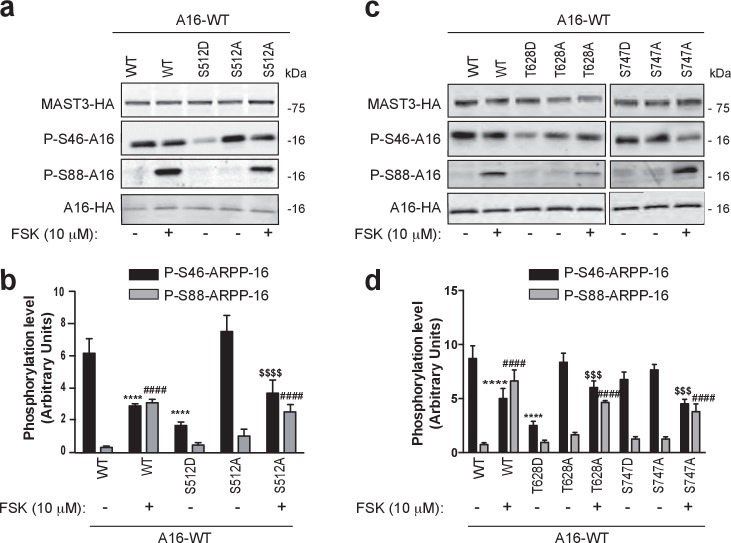 a
A16-WT
WT WT S512D S512A S512A
kDa
MAST3-HA
-75
P-S46-A16
-16
P-S88-A16
-16
A16-HA
-16
FSK (10 µM): - + - - +
c
A16-WT
WT WT T628D T628A T628A S747D S747A S747A
kDa
MAST3-HA
- 75
P-S46-A16
- 16
P-S88-A16
- 16
A16-HA
- 16
FSK (10 µM): - + - - + - - +
b
P-S46-ARPP-16
P-S88-ARPP-16
Phosphorylation level
(Arbitrary Units)
10
8
6
4
2
0
**** #### **** $$$$ ####
WT WT S512D S512A S512A
FSK (10 µM): - + - - +
A16-WT
d
P-S46-ARPP-16
P-S88-ARPP-16
Phosphorylation level
(Arbitrary Units)
15
10
5
0
**** #### **** $$$ #### $$$ ####
WT WT T628D T628A T628A S747D S747A S747A
FSK (10 µM): - + - - + - - +
A16-WT